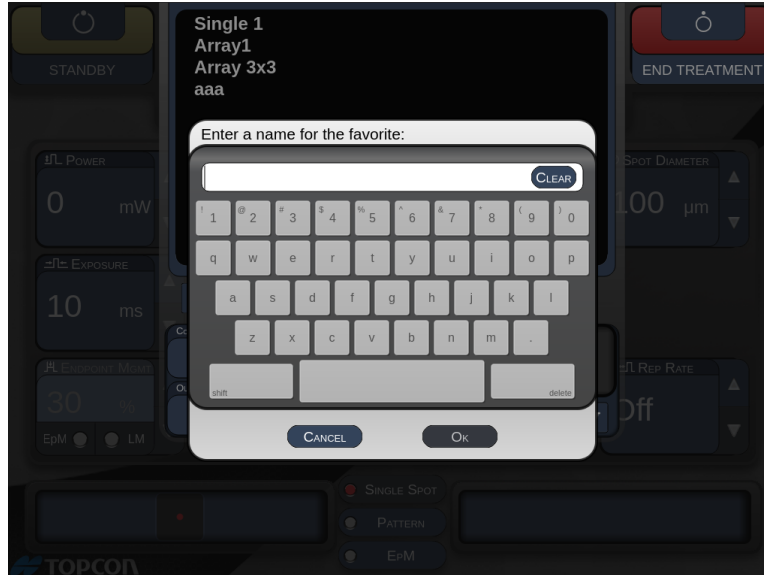 Single 1
Array1
Array 3x3
aaa
STANDBY
END TREATMENT
Enter a name for the favorite:
CLEAR
! 1 @ 2 # 3 $ 4 % 5 ^ 6 & 7 * 8 ( 9 ) 0
q w e r t y u i o p
a s d f g h j k l
z x c v b n m .
shift delete
CANCEL OK
POWER
0 mW
EXPOSURE
10 ms
ENDPOINT MGMT
30 %
EpM LM
SPOT DIAMETER
100 µm
REP RATE
Off
SINGLE SPOT
PATTERN
EPM
TOPCON